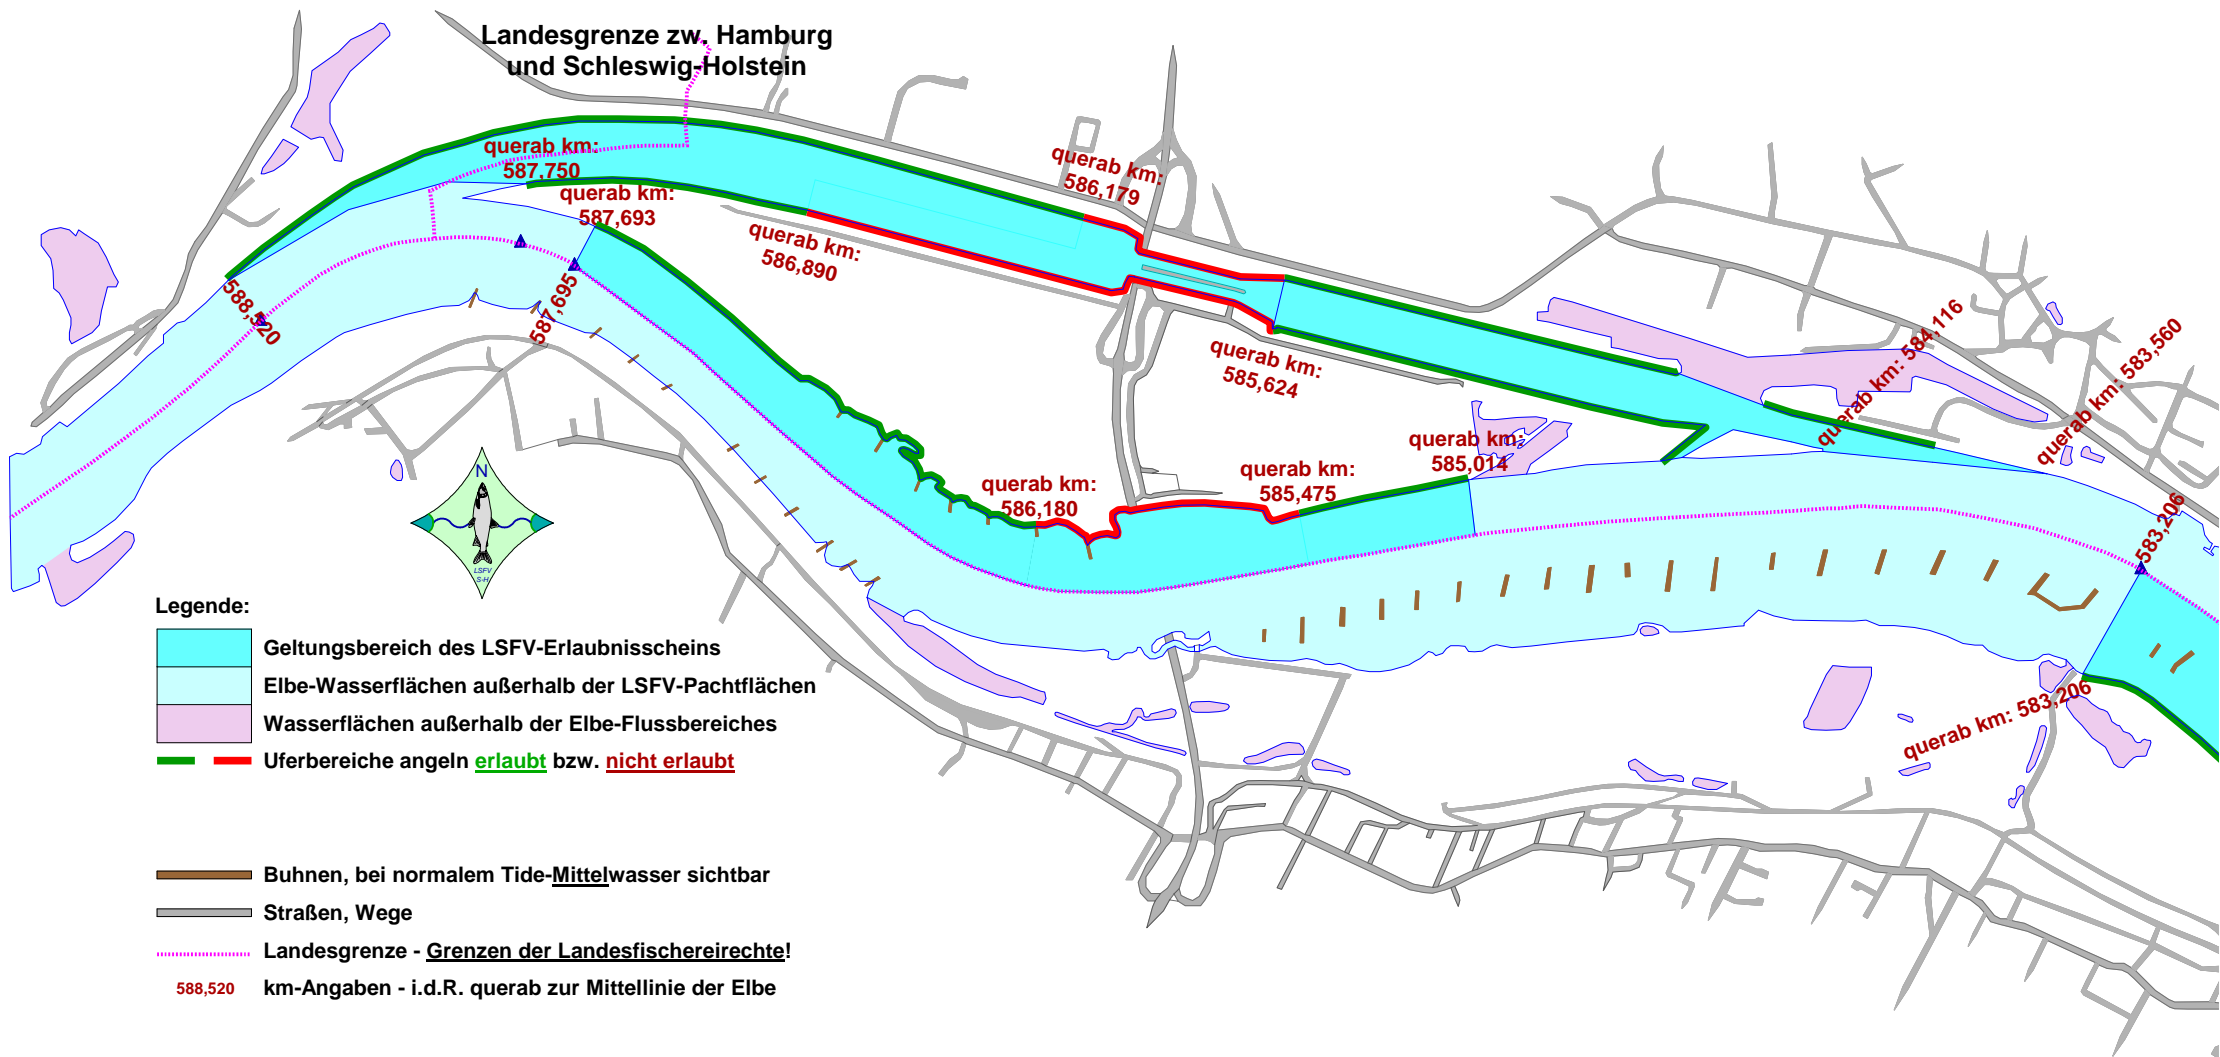 Landesgrenze zw. Hamburg
und Schleswig-Holstein
querab km:
587,750
querab km:
587,693
querab km:
586,179
querab km:
586,890
588,520
587,695
querab km:
585,624
querab km: 584,116
querab km: 583,560
querab km:
585,014
querab km:
585,475
querab km:
586,180
583,206
querab km: 583,206
N
LSFV
S-H
Legende:
Geltungsbereich des LSFV-Erlaubnisscheins
Elbe-Wasserflächen außerhalb der LSFV-Pachtflächen
Wasserflächen außerhalb der Elbe-Flussbereiches
Uferbereiche angeln erlaubt bzw. nicht erlaubt
Buhnen, bei normalem Tide-Mittelwasser sichtbar
Straßen, Wege
Landesgrenze - Grenzen der Landesfischereirechte!
588,520 km-Angaben - i.d.R. querab zur Mittellinie der Elbe